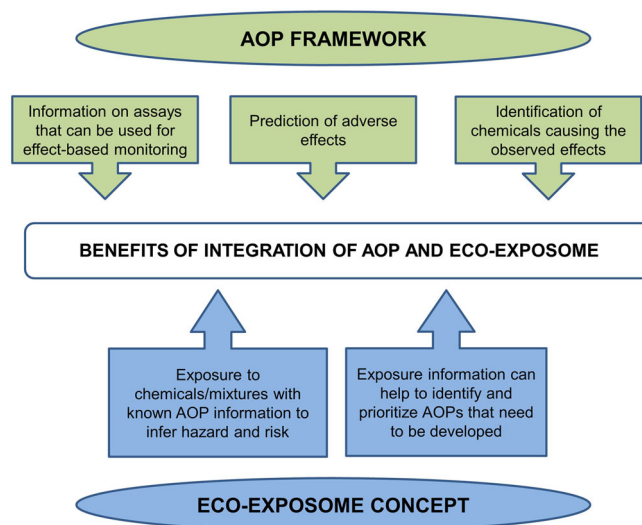 AOP FRAMEWORK
Information on assays
that can be used for
effect-based monitoring
Prediction of adverse
effects
Identification of
chemicals causing the
observed effects
BENEFITS OF INTEGRATION OF AOP AND ECO-EXPOSOME
Exposure to
chemicals/mixtures with
known AOP information to
infer hazard and risk
Exposure information can
help to identify and
prioritize AOPs that need
to be developed
ECO-EXPOSOME CONCEPT